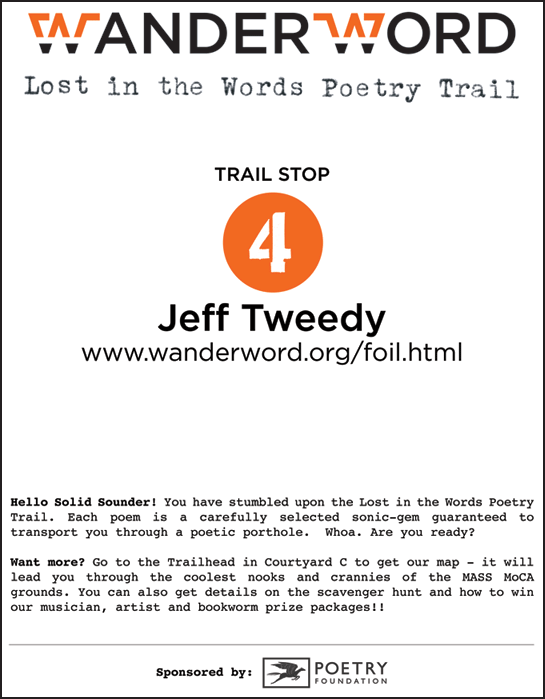 WANDERWORD
Lost in the Words Poetry Trail
TRAIL STOP
4
Jeff Tweedy
www.wanderword.org/foil.html
Hello Solid Sounder! You have stumbled upon the Lost in the Words Poetry
Trail. Each poem is a carefully selected sonic-gem guaranteed to
transport you through a poetic porthole. Whoa. Are you ready?
Want more? Go to the Trailhead in Courtyard C to get our map - it will
lead you through the coolest nooks and crannies of the MASS MoCA
grounds. You can also get details on the scavenger hunt and how to win
our musician, artist and bookworm prize packages!!
Sponsored by: POETRY
FOUNDATION